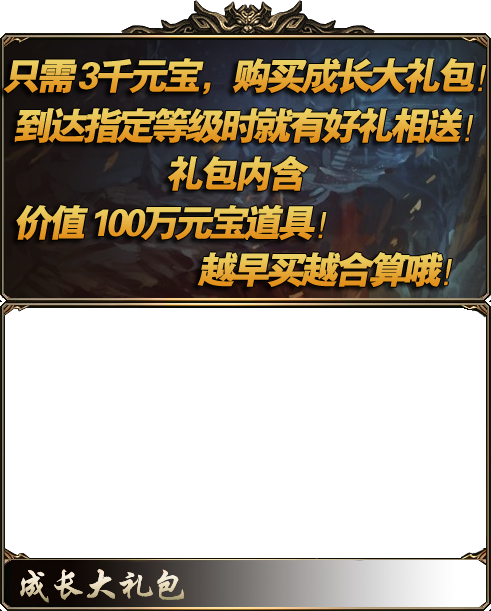 只需3千元宝，购买成长大礼包！
到达指定等级时就有好礼相送！
礼包内含
价值100万元宝道具！
越早买越合算哦！
成长大礼包